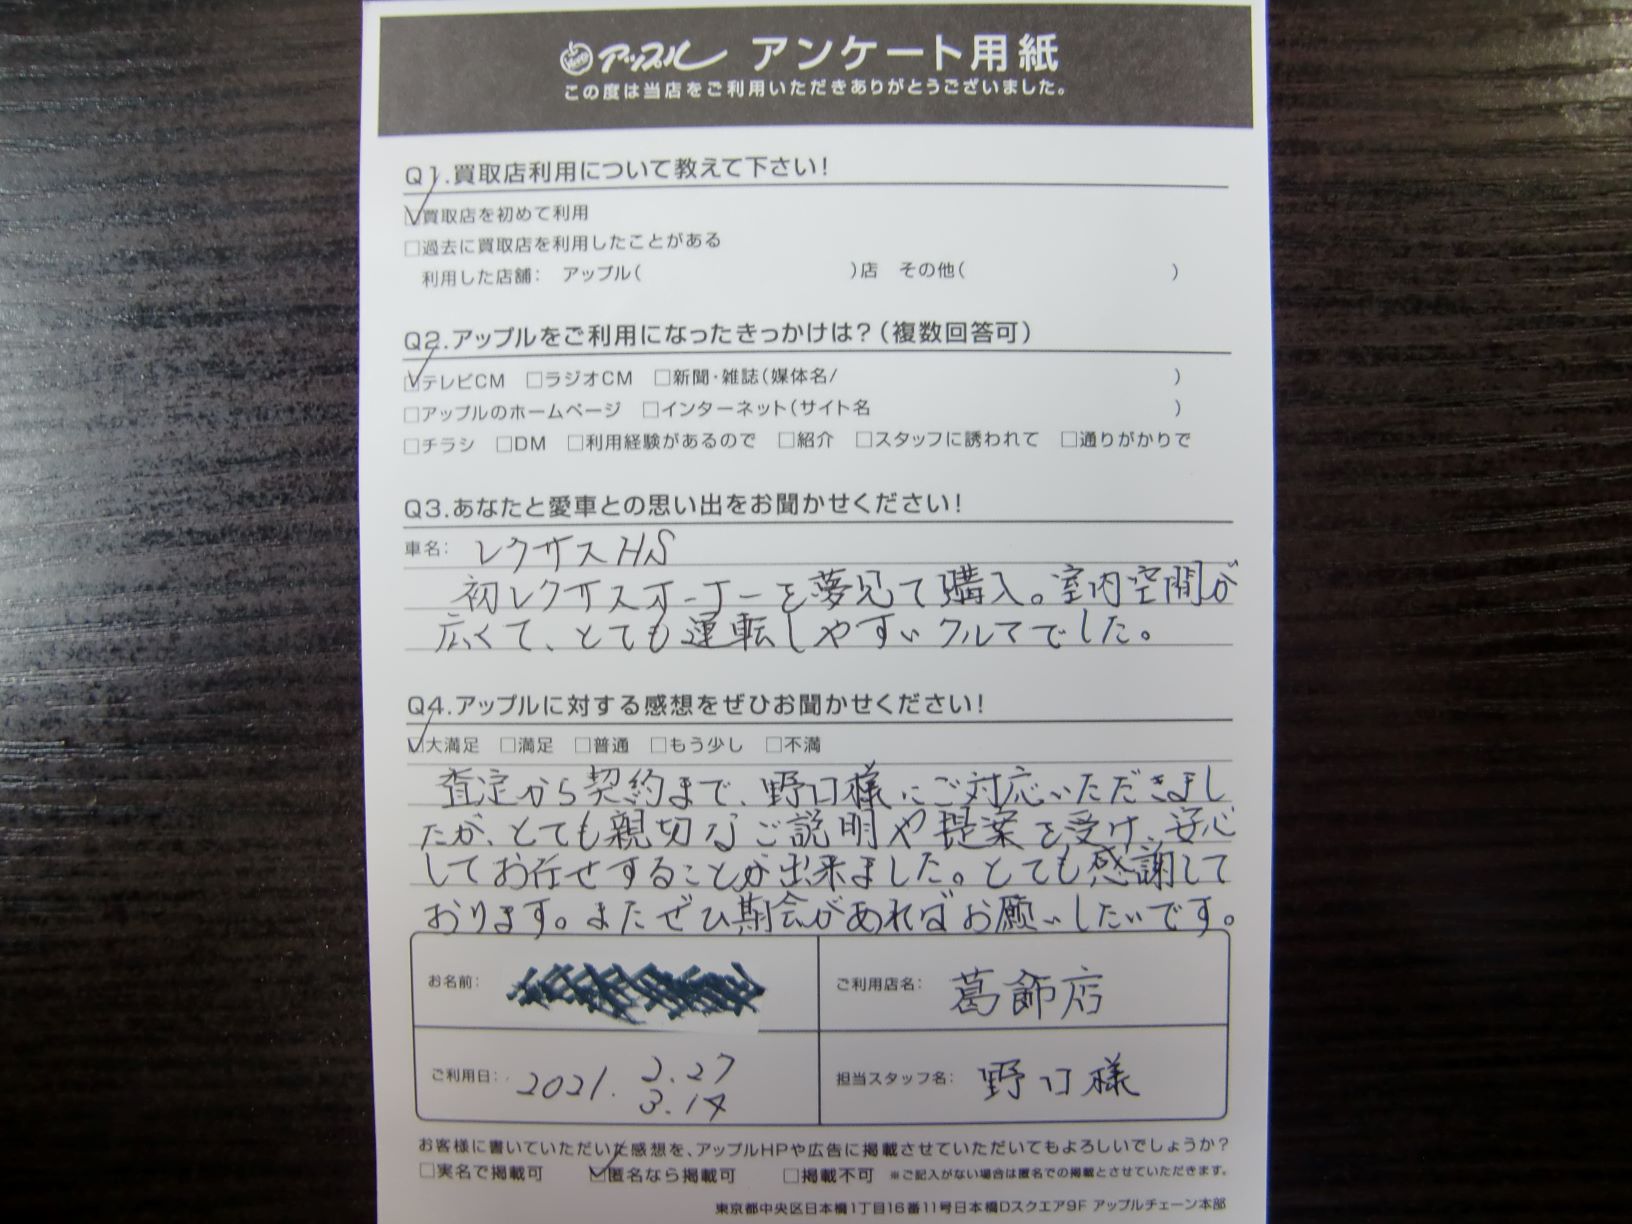 アップル アンケート用紙
この度は当店をご利用いただきありがとうございました。
Q1.買取店利用について教えて下さい!
☑買取店を初めて利用
□過去に買取店を利用したことがある
利用した店舗: アップル( )店 その他( )
Q2.アップルをご利用になったきっかけは?(複数回答可)
☑テレビCM □ラジオCM □新聞・雑誌(媒体名/ )
□アップルのホームページ □インターネット(サイト名 )
□チラシ □DM □利用経験があるので □紹介 □スタッフに誘われて □通りがかりで
Q3.あなたと愛車との思い出をお聞かせください!
車名: レクサスHS
初レクサスオーナーを夢見て購入。室内空間が
広くて、とても運転しやすいクルマでした。
Q4.アップルに対する感想をぜひお聞かせください!
☑大満足 □満足 □普通 □もう少し □不満
査定から契約まで、野口様にご対応いただきまし
たが、とても親切なご説明や提案を受け、安心
してお任せすることが出来ました。とても感謝して
おります。またぜひ機会があればお願いしたいです。
お名前:
ご利用店名: 葛飾店
ご利用日: 2021. 2.27
3.14
担当スタッフ名: 野口様
お客様に書いていただいた感想を、アップルHPや広告に掲載させていただいてもよろしいでしょうか?
□実名で掲載可 ☑匿名なら掲載可 □掲載不可 ※ご記入がない場合は匿名での掲載とさせていただきます。
東京都中央区日本橋1丁目16番11号日本橋Dスクエア9F アップルチェーン本部